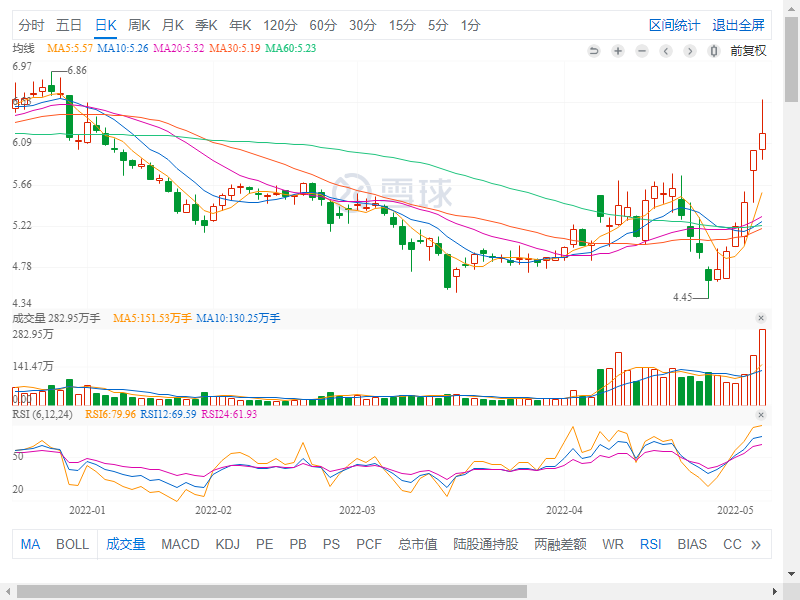 分时 五日 日K 周K 月K 季K 年K 120分 60分 30分 15分 5分 1分 区间统计 退出全屏
均线 MA5:5.57 MA10:5.26 MA20:5.32 MA30:5.19 MA60:5.23 前复权
6.97
6.86
6.09
5.66
雪球
5.22
4.78
4.45
4.34
成交量 282.95万手 MA5:151.53万手 MA10:130.25万手
282.95万
141.47万
RSI (6,12,24) RSI6:79.96 RSI12:69.59 RSI24:61.93
50
20
2022-01 2022-02 2022-03 2022-04 2022-05
MA BOLL 成交量 MACD KDJ PE PB PS PCF 总市值 陆股通持股 两融差额 WR RSI BIAS CC »